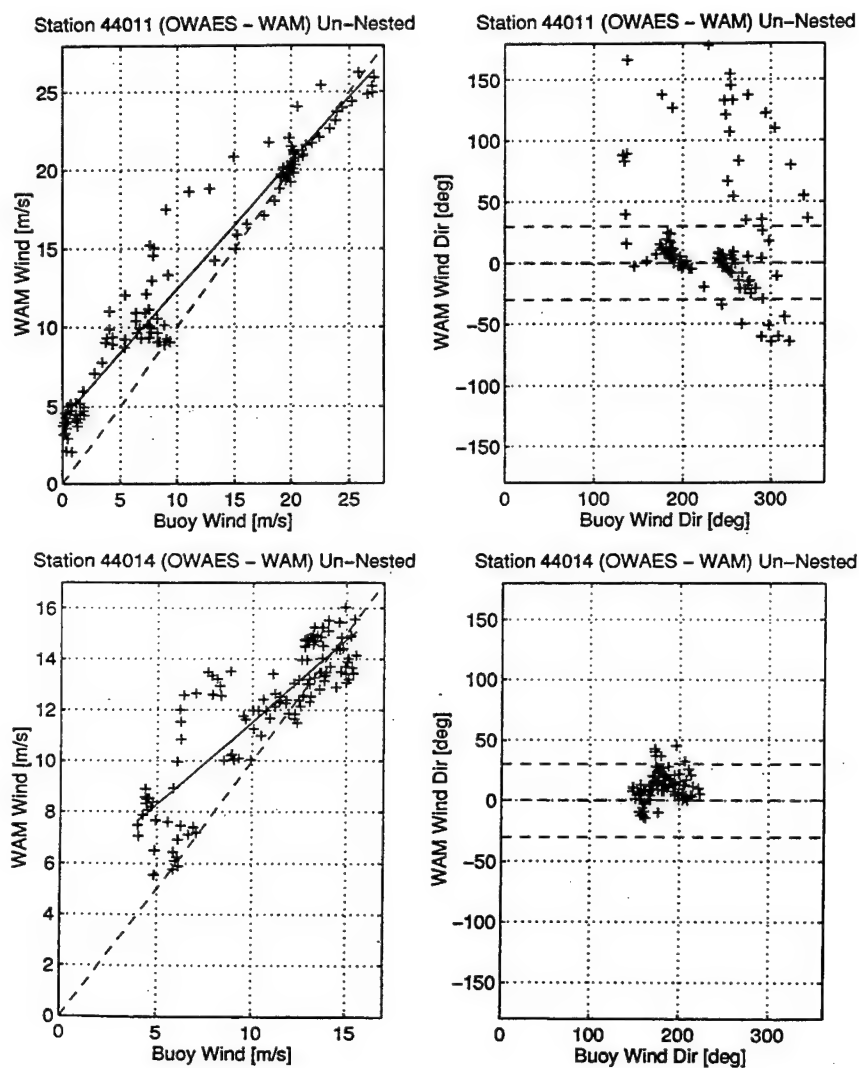 Station 44011 (OWAES − WAM) Un−Nested
WAM Wind [m/s]
25
20
15
10
5
0
0 5 10 15 20 25
Buoy Wind [m/s]
Station 44011 (OWAES − WAM) Un−Nested
WAM Wind Dir [deg]
150
100
50
0
−50
−100
−150
0 100 200 300
Buoy Wind Dir [deg]
Station 44014 (OWAES − WAM) Un−Nested
WAM Wind [m/s]
16
14
12
10
8
6
4
2
0
0 5 10 15
Buoy Wind [m/s]
Station 44014 (OWAES − WAM) Un−Nested
WAM Wind Dir [deg]
150
100
50
0
−50
−100
−150
0 100 200 300
Buoy Wind Dir [deg]